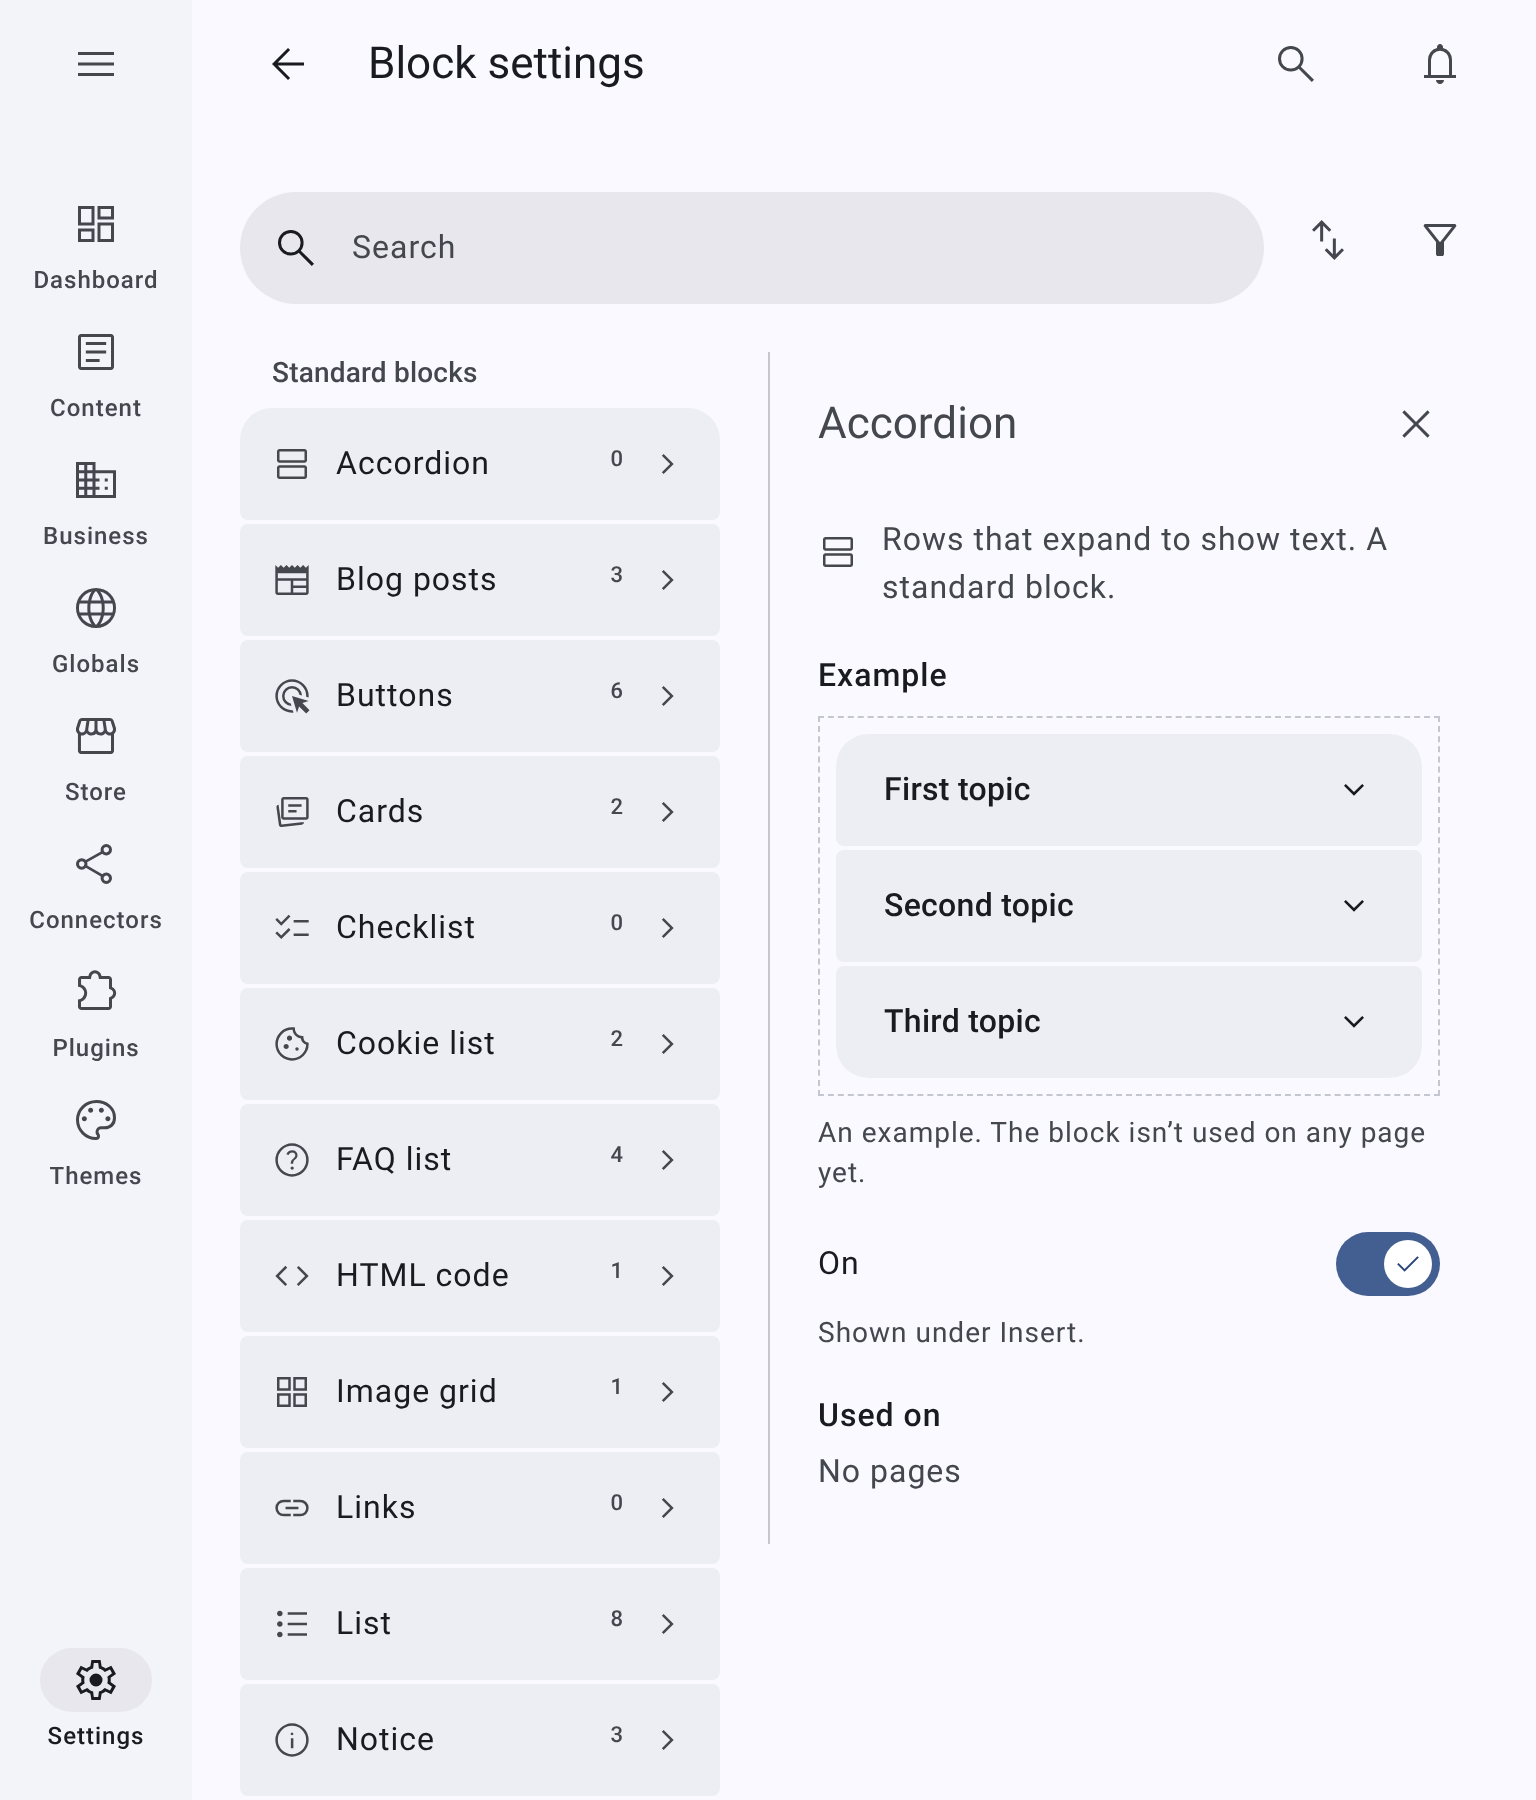 Block settings
Dashboard
Content
Business
Globals
Store
Connectors
Plugins
Themes
Settings
Search
Standard blocks
Accordion 0
Blog posts 3
Buttons 6
Cards 2
Checklist 0
Cookie list 2
FAQ list 4
HTML code 1
Image grid 1
Links 0
List 8
Notice 3
Accordion
Rows that expand to show text. A
standard block.
Example
First topic
Second topic
Third topic
An example. The block isn’t used on any page
yet.
On
Shown under Insert.
Used on
No pages